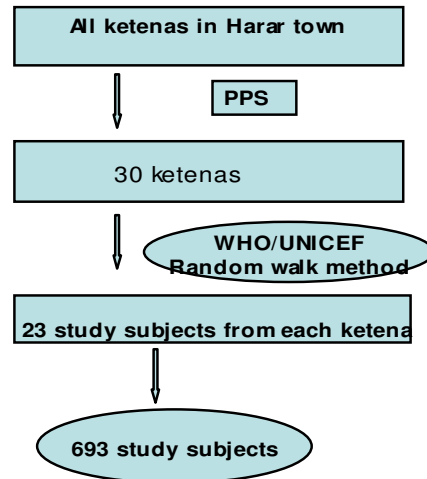 All ketenas in Harar town
PPS
30 ketenas
WHO/UNICEF
Random walk method
23 study subjects from each ketena
693 study subjects